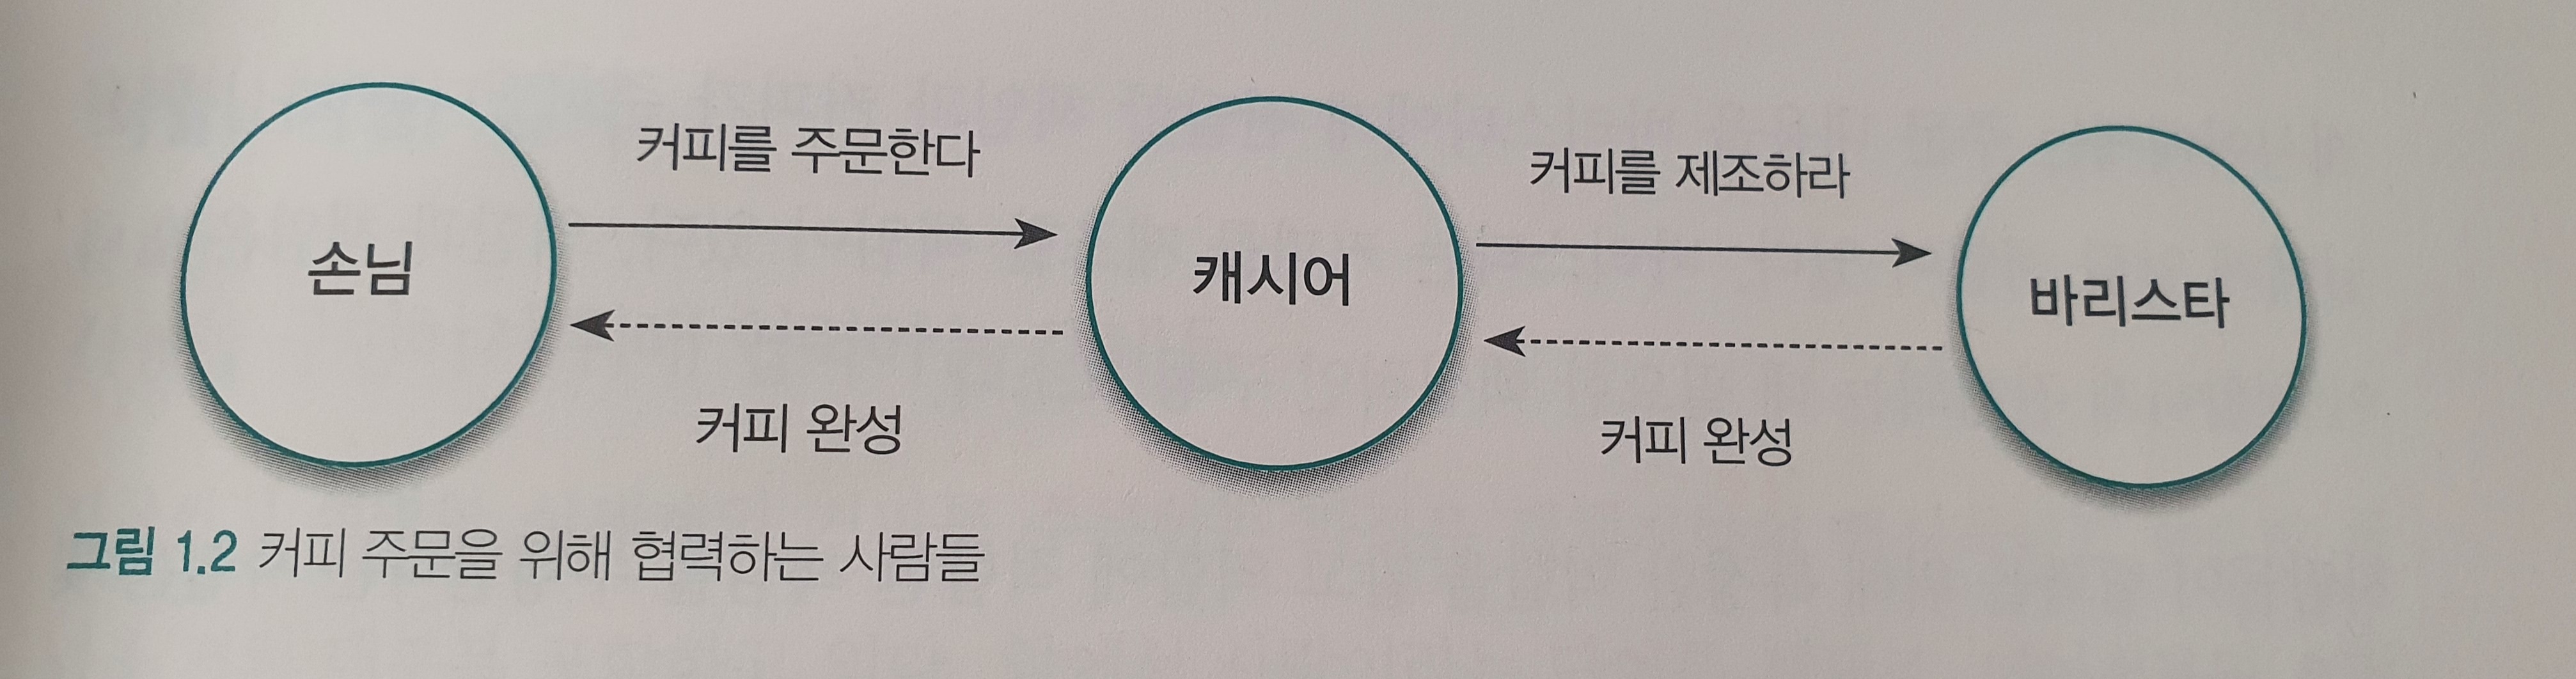 커피를 주문한다
커피를 제조하라
손님
캐시어
바리스타
커피 완성
커피 완성
그림 1.2 커피 주문을 위해 협력하는 사람들